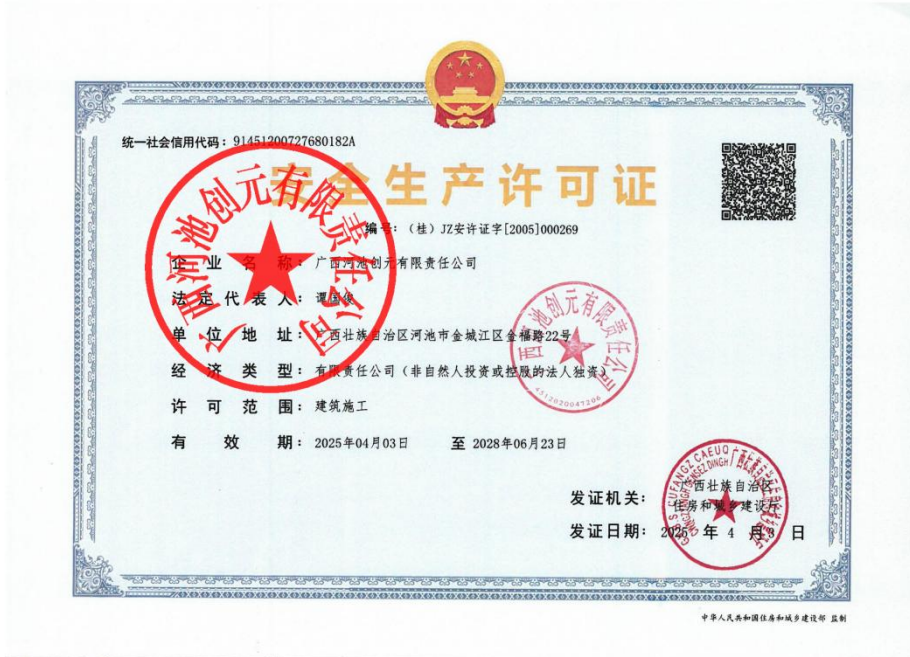 统一社会信用代码：91451200727680182A
安全生产许可证
编号：（桂）JZ安许证字[2005]000269
企业名称：广西河池创元有限责任公司
法定代表人：谭国俊
单位地址：广西壮族自治区河池市金城江区金福路22号
经济类型：有限责任公司（非自然人投资或控股的法人独资）
许可范围：建筑施工
有效期：2025年04月03日 至 2028年06月23日
广西河池创元有限责任公司
广西河池创元有限责任公司
4512020047206
发证机关：广西壮族自治区
住房和城乡建设厅
发证日期：2025年4月3日
中华人民共和国住房和城乡建设部 监制